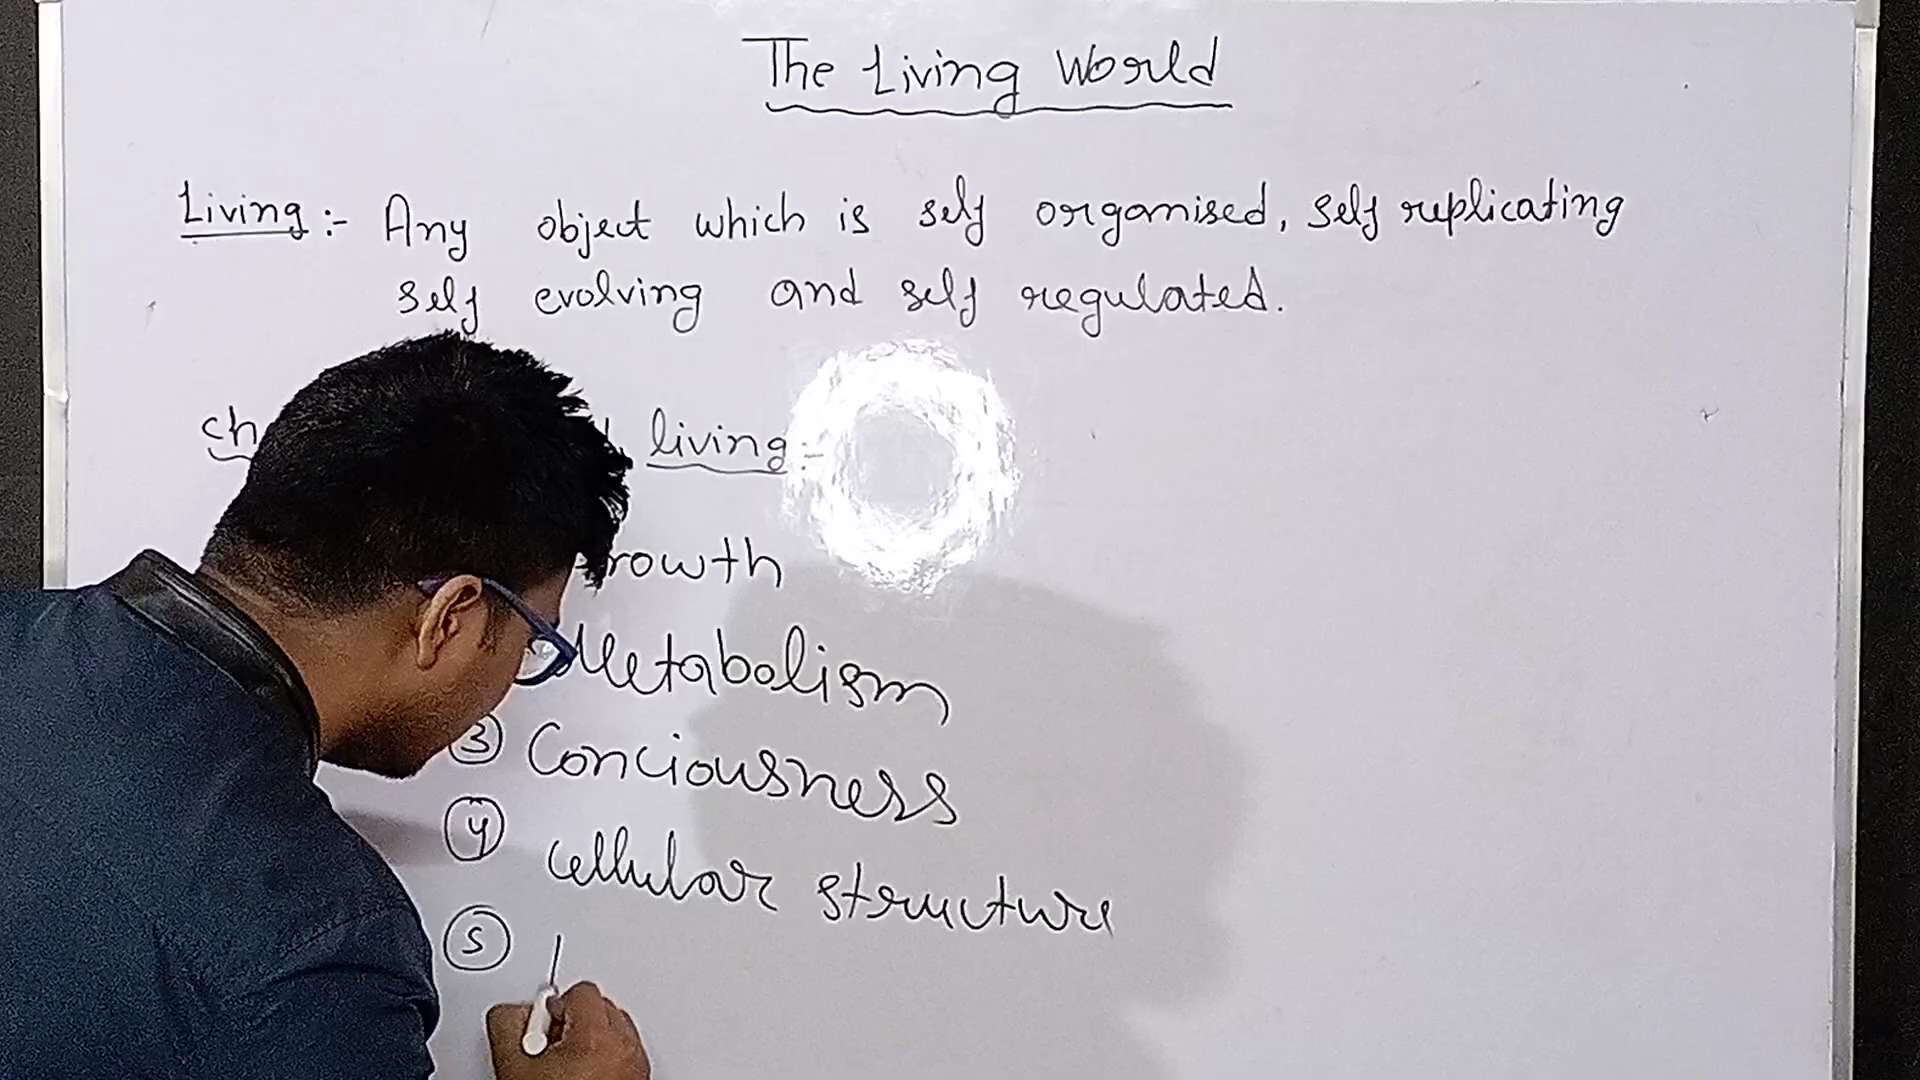 The Living World
Living :- Any object which is self organised, self replicating
self evolving and self regulated.
living :-
rowth
Metabolism
③ Conciousness
④ cellular structure
⑤